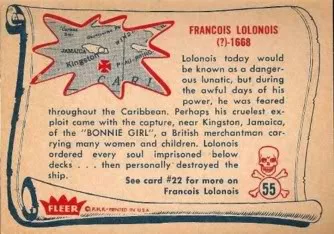 FRANCOIS LOLONOIS
(?)-1668
JAMAICA
Kingston
CARI
Lolonois today would
be known as a danger-
ous lunatic, but during
the awful days of his
power, he was feared
throughout the Caribbean. Perhaps his cruelest ex-
ploit came with the capture, near Kingston, Jamaica,
of the "BONNIE GIRL", a British merchantman car-
rying many women and children. Lolonois
ordered every soul imprisoned below
decks . . . then personally destroyed the
ship.
See card #22 for more on
Francois Lolonois
55
FLEER
PRINTED IN U.S.A.